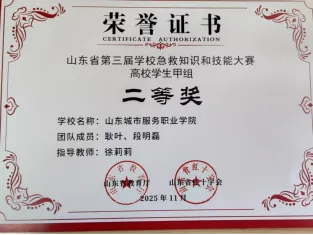 荣誉证书
CERTIFICATE AUTHORIZATION
山东省第三届学校急救知识和技能大赛
高校学生甲组
二等奖
学校名称：山东城市服务职业学院
团队成员：耿叶、段明磊
指导教师：徐莉莉
山东省教育厅 山东省红十字会
2025年11月